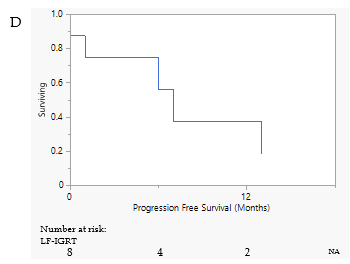 D
1.0
0.8
0.6
0.4
0.2
0
Surviving
0 12
Progression Free Survival (Months)
Number at risk:
LF-IGRT
8 4 2 NA